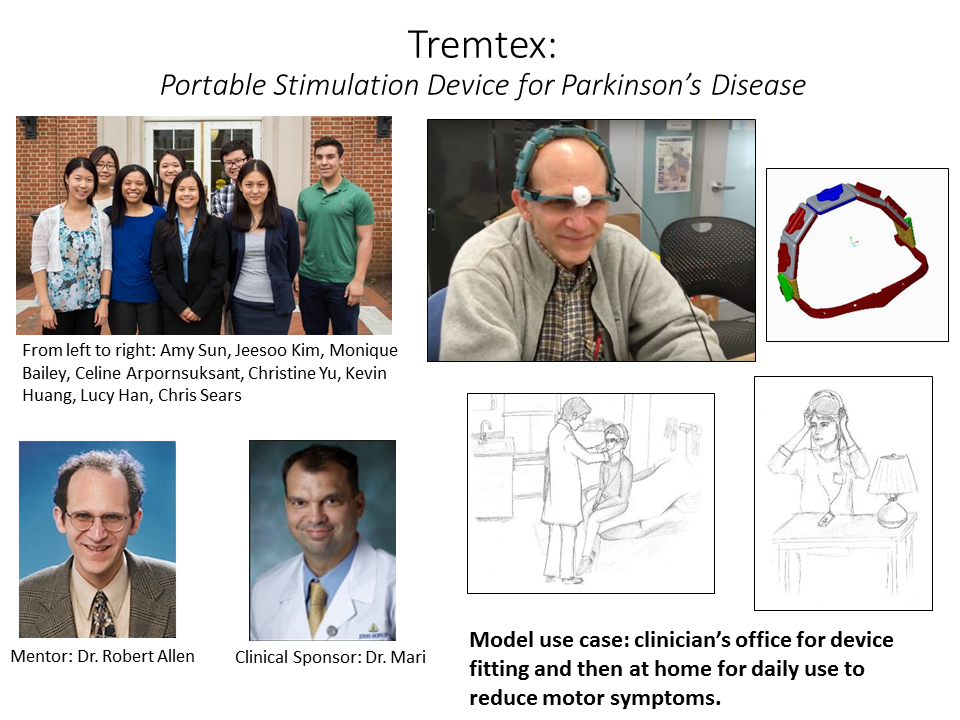 Tremtex:
Portable Stimulation Device for Parkinson’s Disease
From left to right: Amy Sun, Jeesoo Kim, Monique
Bailey, Celine Arpornsuksant, Christine Yu, Kevin
Huang, Lucy Han, Chris Sears
Mentor: Dr. Robert Allen
Clinical Sponsor: Dr. Mari
Model use case: clinician’s office for device
fitting and then at home for daily use to
reduce motor symptoms.